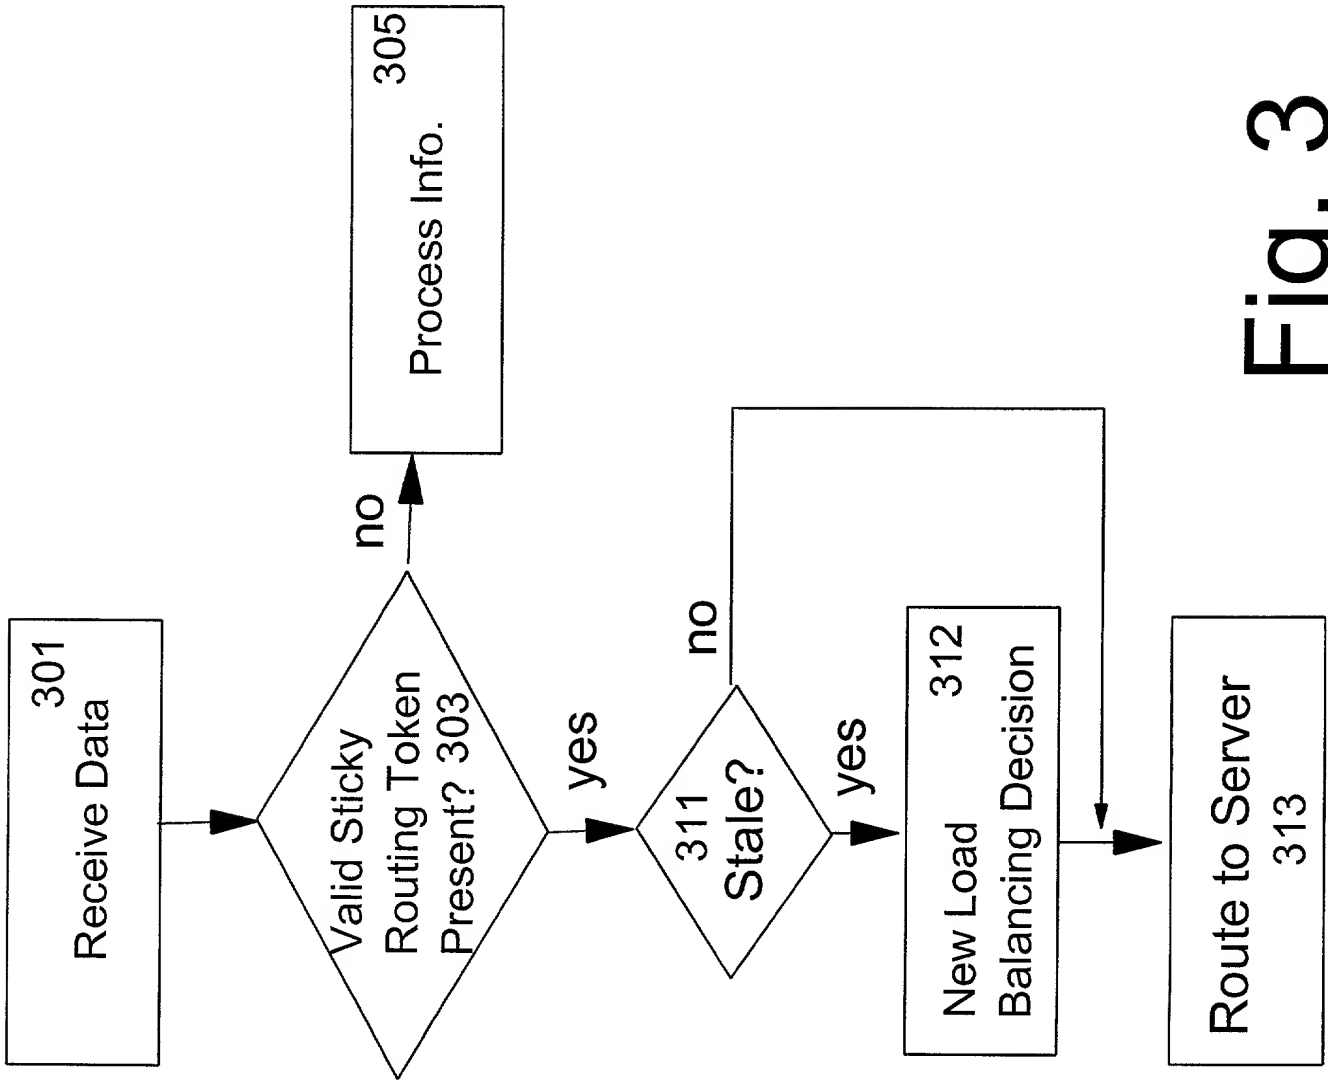 301
Receive Data
Valid Sticky
Routing Token
Present? 303
no
305
Process Info.
yes
311
Stale?
no
yes
312
New Load
Balancing Decision
Route to Server
313
Fig. 3